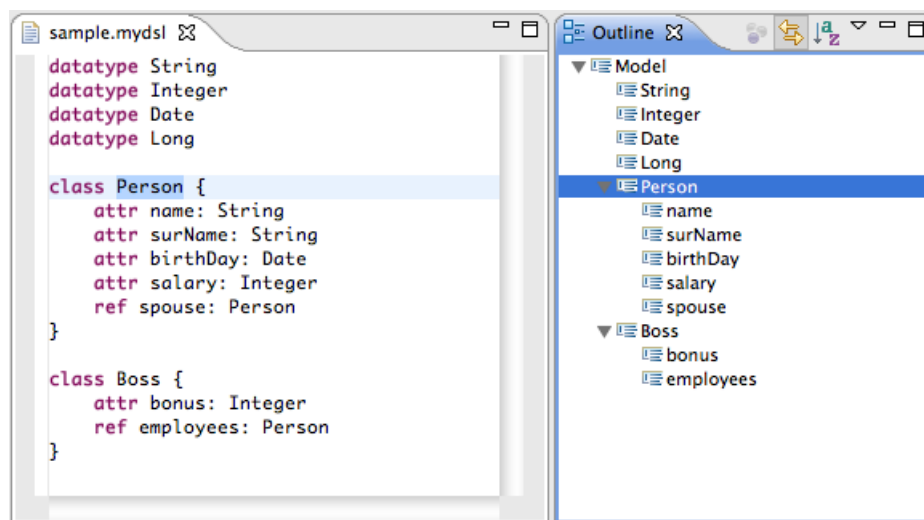 sample.mydsl
datatype String
datatype Integer
datatype Date
datatype Long
class Person {
attr name: String
attr surName: String
attr birthDay: Date
attr salary: Integer
ref spouse: Person
}
class Boss {
attr bonus: Integer
ref employees: Person
}
Outline
a
z
Model
String
Integer
Date
Long
Person
name
surName
birthDay
salary
spouse
Boss
bonus
employees